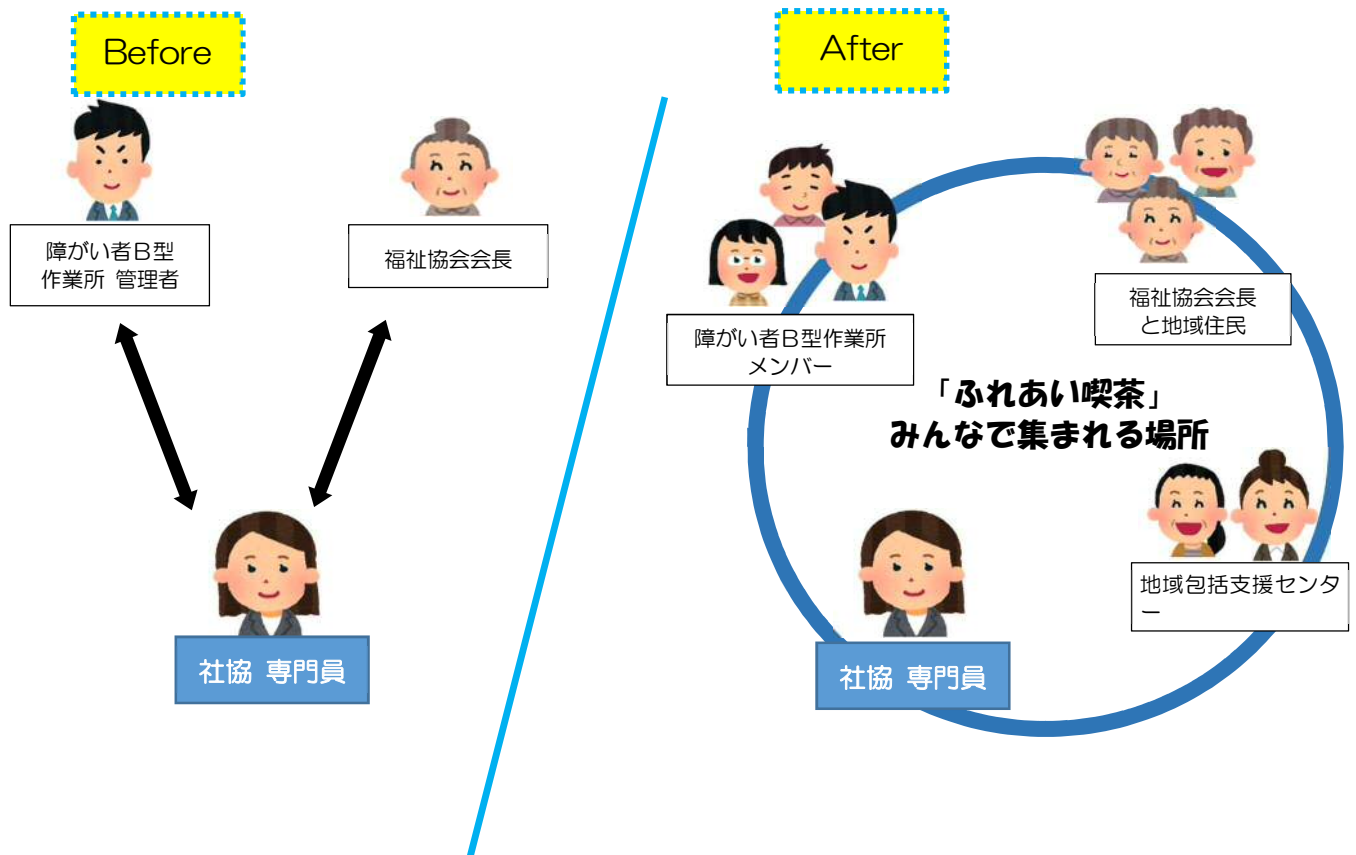 Before
障がい者B型
作業所 管理者
福祉協会会長
社協 専門員
After
障がい者B型作業所
メンバー
福祉協会会長
と地域住民
「ふれあい喫茶」
みんなで集まれる場所
地域包括支援センタ
ー
社協 専門員